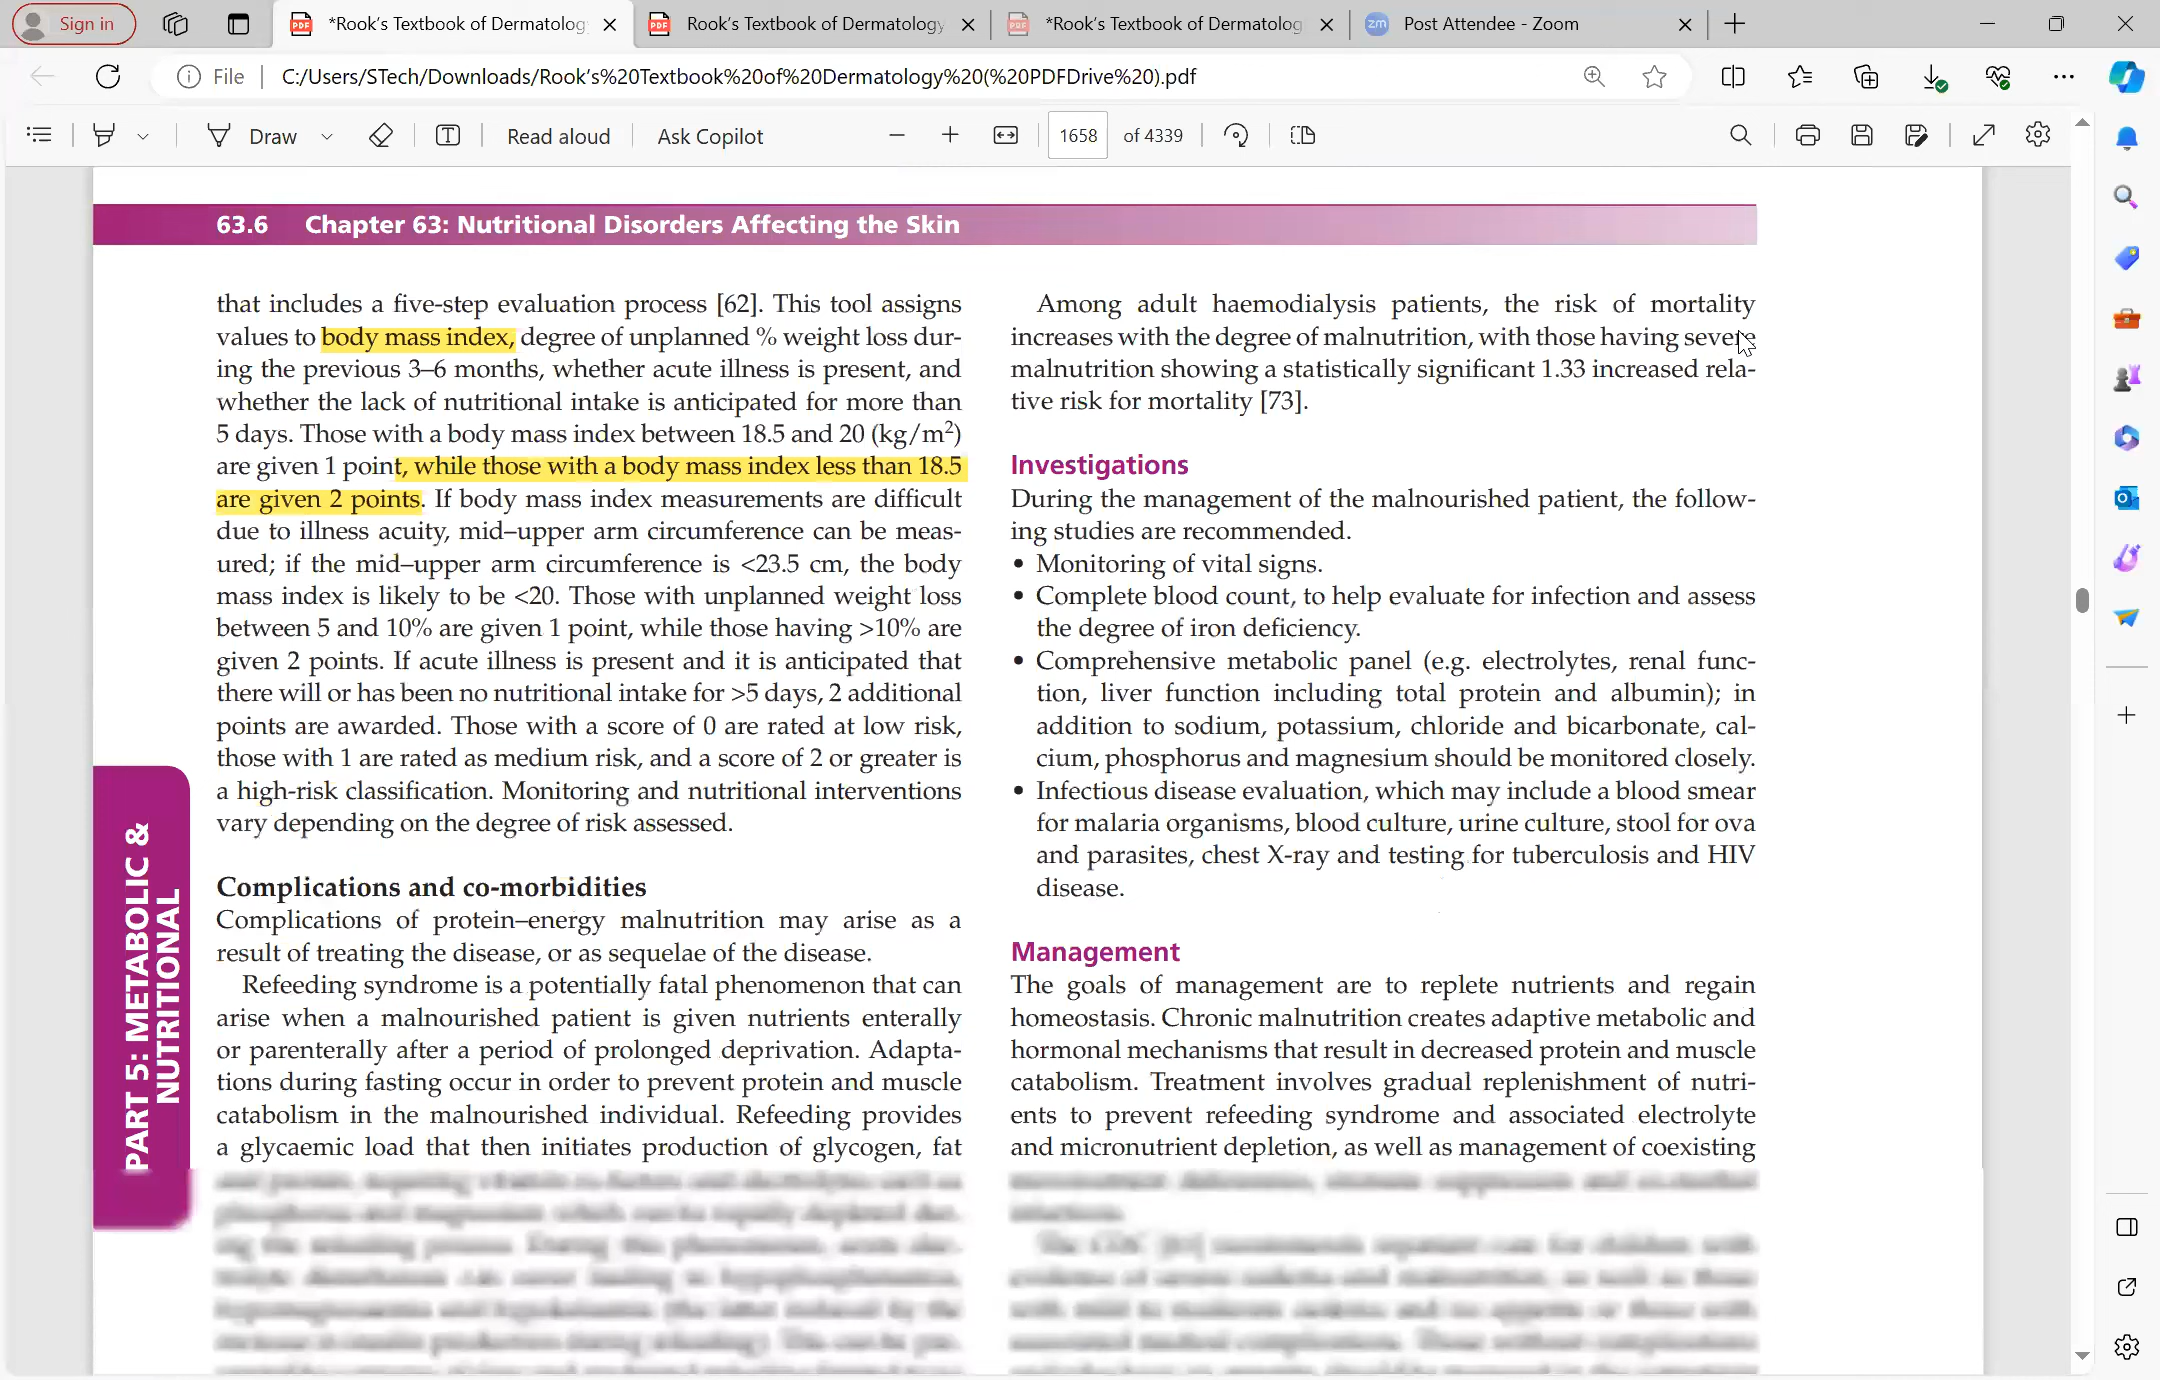 Sign in
*Rook's Textbook of Dermatolog
Rook's Textbook of Dermatology
*Rook's Textbook of Dermatolog
Post Attendee - Zoom
File
C:/Users/STech/Downloads/Rook's%20Textbook%20of%20Dermatology%20(%20PDFDrive%20).pdf
Draw
Read aloud
Ask Copilot
1658
of 4339
63.6 Chapter 63: Nutritional Disorders Affecting the Skin
that includes a five-step evaluation process [62]. This tool assigns
values to body mass index, degree of unplanned % weight loss dur-
ing the previous 3–6 months, whether acute illness is present, and
whether the lack of nutritional intake is anticipated for more than
5 days. Those with a body mass index between 18.5 and 20 (kg/m²)
are given 1 point, while those with a body mass index less than 18.5
are given 2 points. If body mass index measurements are difficult
due to illness acuity, mid–upper arm circumference can be meas-
ured; if the mid–upper arm circumference is <23.5 cm, the body
mass index is likely to be <20. Those with unplanned weight loss
between 5 and 10% are given 1 point, while those having >10% are
given 2 points. If acute illness is present and it is anticipated that
there will or has been no nutritional intake for >5 days, 2 additional
points are awarded. Those with a score of 0 are rated at low risk,
those with 1 are rated as medium risk, and a score of 2 or greater is
a high-risk classification. Monitoring and nutritional interventions
vary depending on the degree of risk assessed.
Complications and co-morbidities
Complications of protein–energy malnutrition may arise as a
result of treating the disease, or as sequelae of the disease.
Refeeding syndrome is a potentially fatal phenomenon that can
arise when a malnourished patient is given nutrients enterally
or parenterally after a period of prolonged deprivation. Adapta-
tions during fasting occur in order to prevent protein and muscle
catabolism in the malnourished individual. Refeeding provides
a glycaemic load that then initiates production of glycogen, fat
Among adult haemodialysis patients, the risk of mortality
increases with the degree of malnutrition, with those having severe
malnutrition showing a statistically significant 1.33 increased rela-
tive risk for mortality [73].
Investigations
During the management of the malnourished patient, the follow-
ing studies are recommended.
• Monitoring of vital signs.
• Complete blood count, to help evaluate for infection and assess
the degree of iron deficiency.
• Comprehensive metabolic panel (e.g. electrolytes, renal func-
tion, liver function including total protein and albumin); in
addition to sodium, potassium, chloride and bicarbonate, cal-
cium, phosphorus and magnesium should be monitored closely.
• Infectious disease evaluation, which may include a blood smear
for malaria organisms, blood culture, urine culture, stool for ova
and parasites, chest X-ray and testing for tuberculosis and HIV
disease.
Management
The goals of management are to replete nutrients and regain
homeostasis. Chronic malnutrition creates adaptive metabolic and
hormonal mechanisms that result in decreased protein and muscle
catabolism. Treatment involves gradual replenishment of nutri-
ents to prevent refeeding syndrome and associated electrolyte
and micronutrient depletion, as well as management of coexisting
PART 5: METABOLIC &
NUTRITIONAL